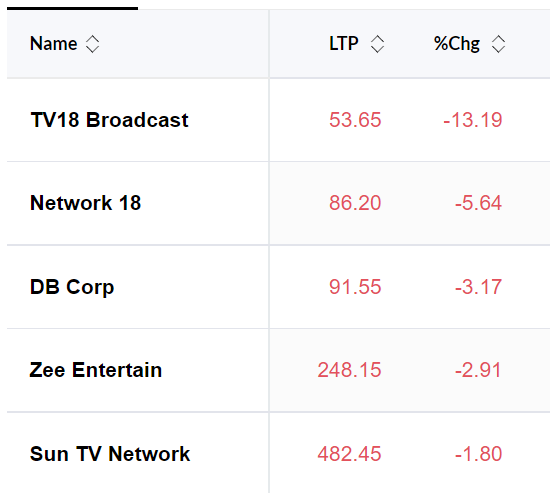 Name LTP %Chg
TV18 Broadcast 53.65 -13.19
Network 18 86.20 -5.64
DB Corp 91.55 -3.17
Zee Entertain 248.15 -2.91
Sun TV Network 482.45 -1.80